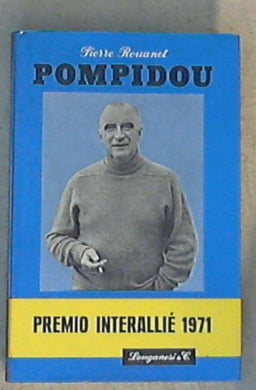 Pierre Rouanet
POMPIDOU
PREMIO INTERALLIÉ 1971
Longanesi & C.